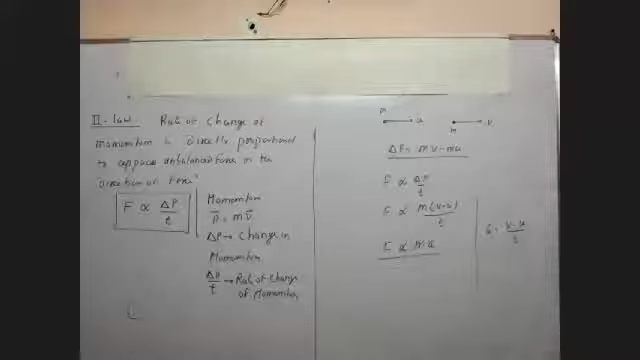 II - law. Rate of Change of
momentum is directly proportional
to applied unbalanced force in the
direction of force"
F ∝ ΔP/t
Momentum
P = mv
ΔP → Change in
Momentum
ΔP/t → Rate of Change
of Momentum
m u m v
ΔP = mv - mu
F ∝ ΔP/t
F ∝ m(v-u)/t
F ∝ ma
a = v-u/t